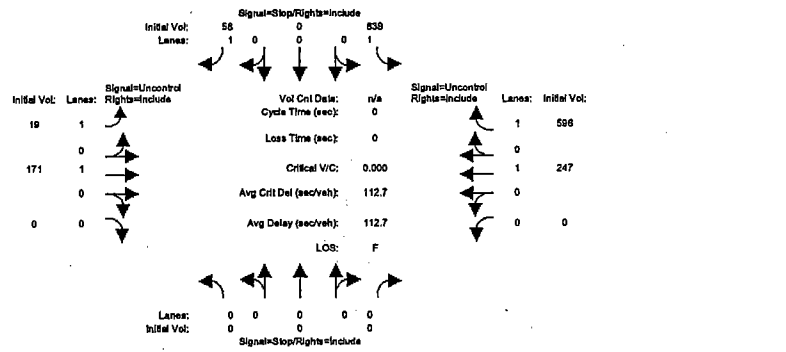 Signal=Stop/Rights=Include
Initial Vol: 58 0 639
Lanes: 1 0 0 0 1
Signal=Uncontrol
Initial Vol: Lanes: Rights=Include
Vol Cnt Date: n/a
Signal=Uncontrol
Rights=Include Lanes: Initial Vol:
Cycle Time (sec): 0
19 1
1 596
Loss Time (sec): 0
0
0
171 1
Critical V/C: 0.000
1 247
0
Avg Crit Del (sec/veh): 112.7
0
0 0
Avg Delay (sec/veh): 112.7
0 0
LOS: F
Lanes: 0 0 0 0 0
Initial Vol: 0 0 0
Signal=Stop/Rights=Include